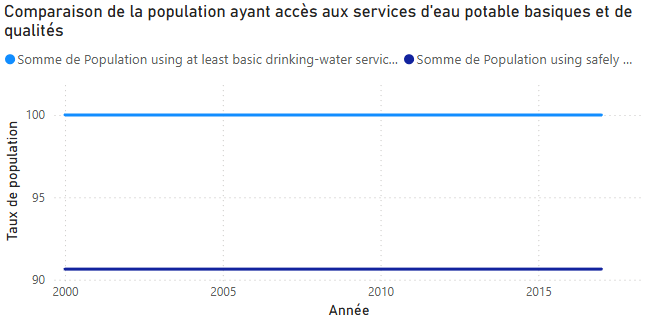 Comparaison de la population ayant accès aux services d'eau potable basiques et de
qualités
Somme de Population using at least basic drinking-water servic... Somme de Population using safely ...
100
95
90
Taux de population
2000 2005 2010 2015
Année